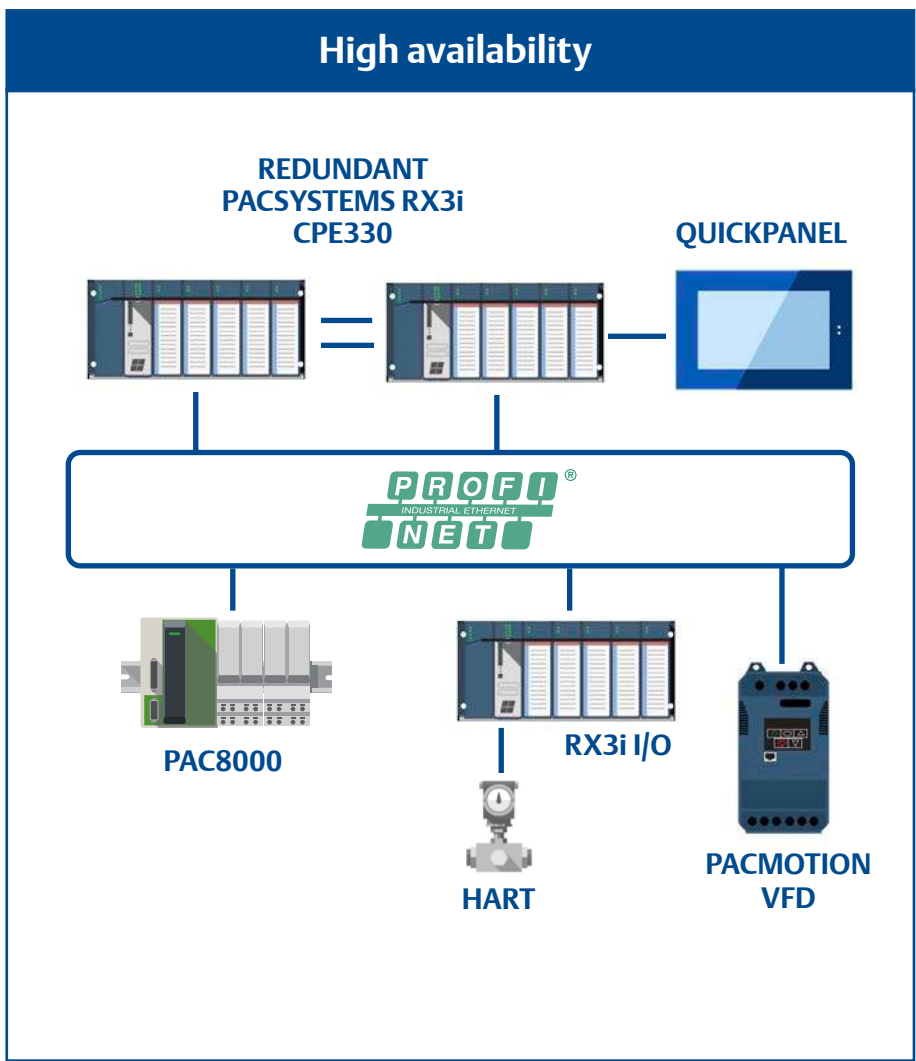 High availability
REDUNDANT
PACSYSTEMS RX3i
CPE330
QUICKPANEL
PROFI®
INDUSTRIAL ETHERNET
NET
PAC8000
RX3i I/O
HART
PACMOTION
VFD